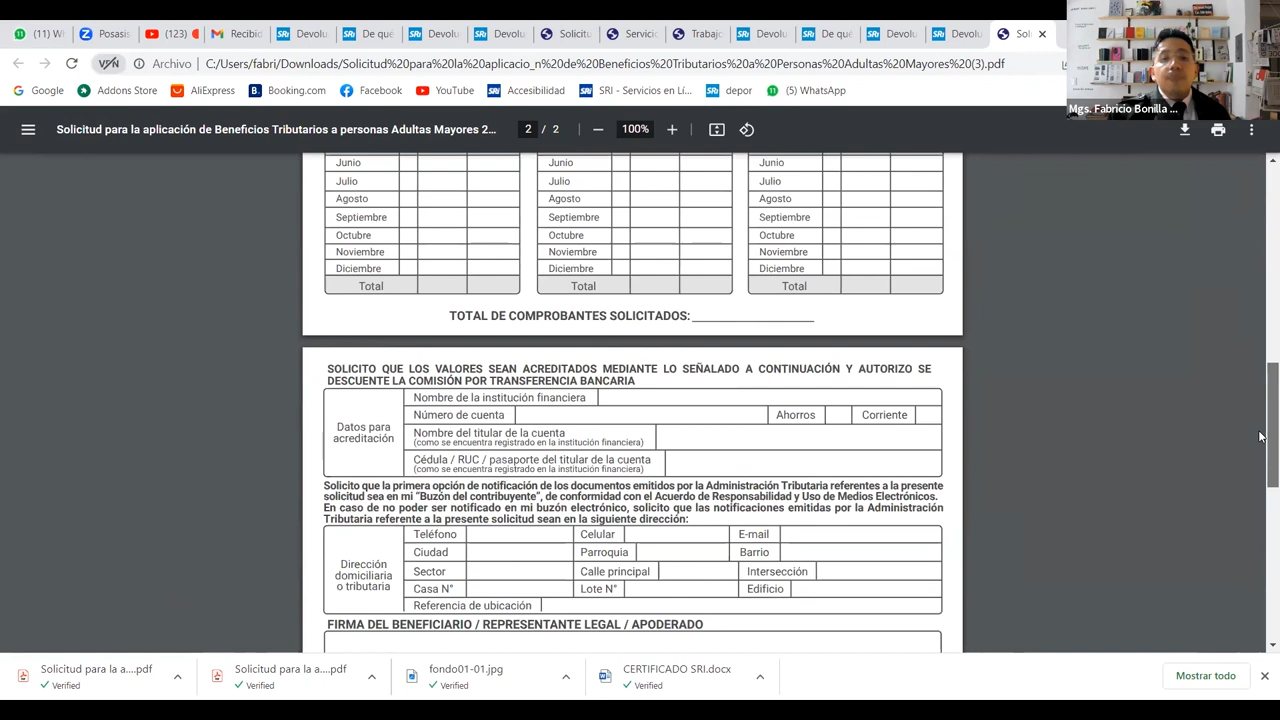 (11) Wh
Posasis
(123)
Recibid
Devolu
De qué
Devolu
Devolu
Solicitu
Servicio
Trabajo
Devolu
De qué
Devolu
Devolu
Sol
VPN
Archivo
C:/Users/fabri/Downloads/Solicitud%20para%20la%20aplicacio_n%20de%20Beneficios%20Tributarios%20a%20Personas%20Adultas%20Mayores%20(3).pdf
Google
Addons Store
AliExpress
Booking.com
Facebook
YouTube
Accesibilidad
SRI - Servicios en Lí...
depor
(5) WhatsApp
Mgs. Fabricio Bonilla ...
Solicitud para la aplicación de Beneficios Tributarios a personas Adultas Mayores 2...
2 / 2
100%
Junio Junio Junio
Julio Julio Julio
Agosto Agosto Agosto
Septiembre Septiembre Septiembre
Octubre Octubre Octubre
Noviembre Noviembre Noviembre
Diciembre Diciembre Diciembre
Total Total Total
TOTAL DE COMPROBANTES SOLICITADOS:
SOLICITO QUE LOS VALORES SEAN ACREDITADOS MEDIANTE LO SEÑALADO A CONTINUACIÓN Y AUTORIZO SE
DESCUENTE LA COMISIÓN POR TRANSFERENCIA BANCARIA
Datos para
acreditación
Nombre de la institución financiera
Número de cuenta Ahorros Corriente
Nombre del titular de la cuenta
(como se encuentra registrado en la institución financiera)
Cédula / RUC / pasaporte del titular de la cuenta
(como se encuentra registrado en la institución financiera)
Solicito que la primera opción de notificación de los documentos emitidos por la Administración Tributaria referentes a la presente
solicitud sea en mi “Buzón del contribuyente”, de conformidad con el Acuerdo de Responsabilidad y Uso de Medios Electrónicos.
En caso de no poder ser notificado en mi buzón electrónico, solicito que las notificaciones emitidas por la Administración
Tributaria referente a la presente solicitud sean en la siguiente dirección:
Dirección
domiciliaria
o tributaria
Teléfono Celular E-mail
Ciudad Parroquia Barrio
Sector Calle principal Intersección
Casa N° Lote N° Edificio
Referencia de ubicación
FIRMA DEL BENEFICIARIO / REPRESENTANTE LEGAL / APODERADO
Solicitud para la a....pdf
Verified
Solicitud para la a....pdf
Verified
fondo01-01.jpg
Verified
CERTIFICADO SRI.docx
Verified
Mostrar todo